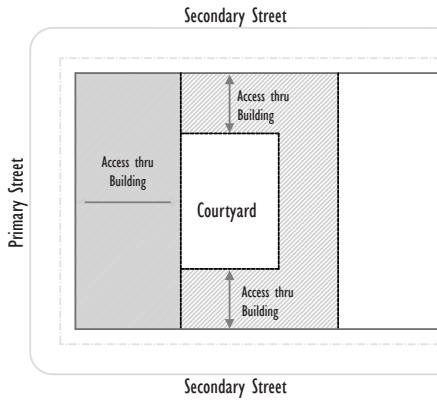 Secondary Street
Access thru
Building
Access thru
Building
Primary Street
Courtyard
Access thru
Building
Secondary Street